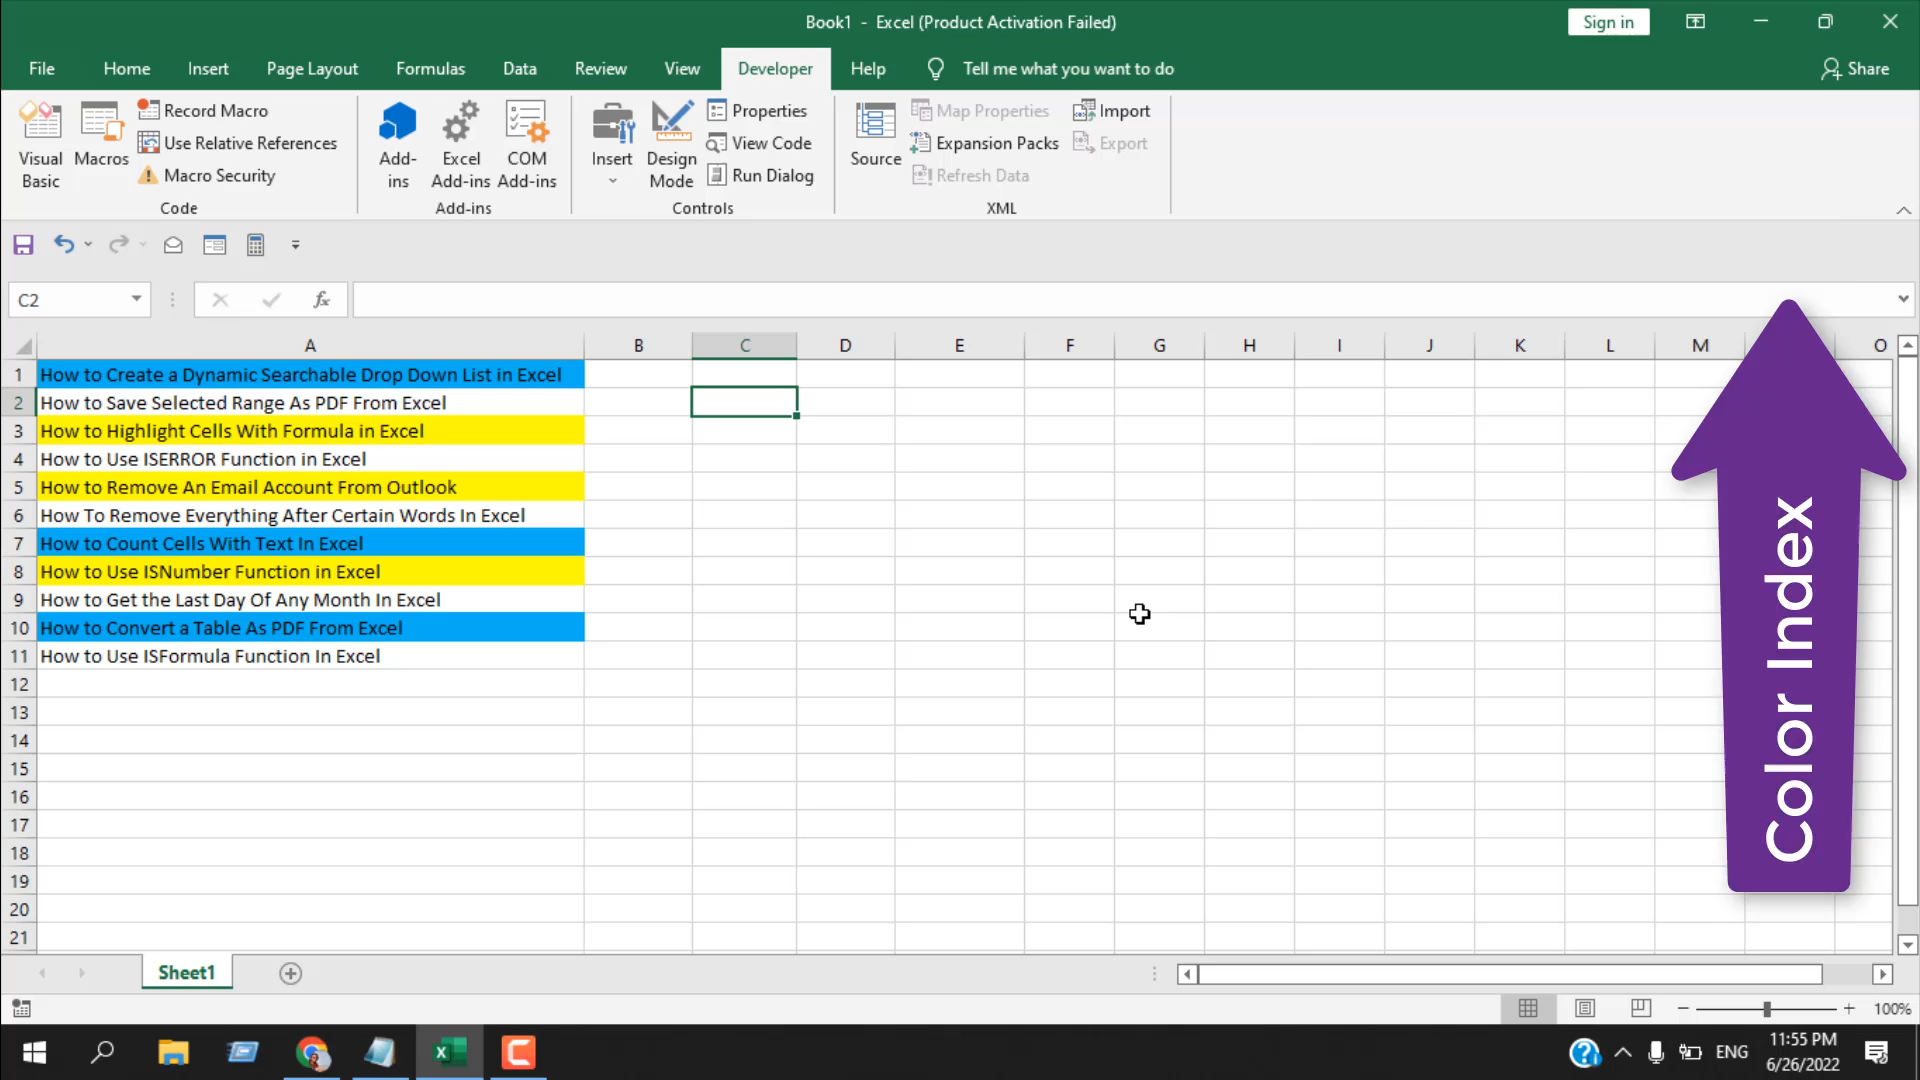 Book1 - Excel (Product Activation Failed)
Sign in
File Home Insert Page Layout Formulas Data Review View Developer Help Tell me what you want to do Share
Visual Basic
Macros
Record Macro
Use Relative References
Macro Security
Code
Add-ins
Excel Add-ins
COM Add-ins
Add-ins
Insert
Design Mode
Properties
View Code
Run Dialog
Controls
Source
Map Properties
Expansion Packs
Refresh Data
Import
Export
XML
C2
fx
A B C D E F G H I J K L M O
1 How to Create a Dynamic Searchable Drop Down List in Excel
2 How to Save Selected Range As PDF From Excel
3 How to Highlight Cells With Formula in Excel
4 How to Use ISERROR Function in Excel
5 How to Remove An Email Account From Outlook
6 How To Remove Everything After Certain Words In Excel
7 How to Count Cells With Text In Excel
8 How to Use ISNumber Function in Excel
9 How to Get the Last Day Of Any Month In Excel
10 How to Convert a Table As PDF From Excel
11 How to Use ISFormula Function In Excel
12
13
14
15
16
17
18
19
20
21
Color Index
Sheet1
100%
ENG
11:55 PM
6/26/2022